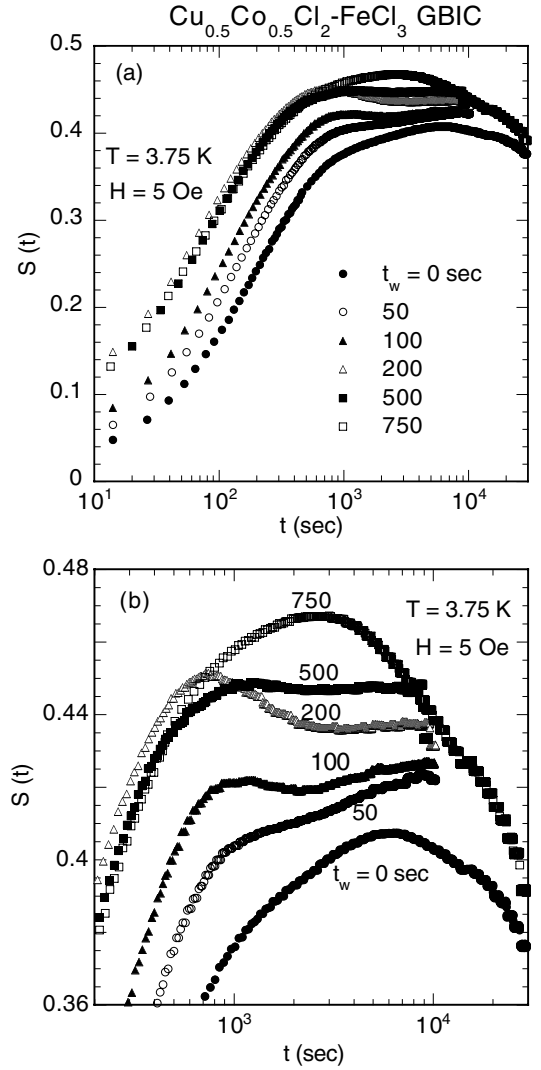 Cu0.5Co0.5Cl2-FeCl3 GBIC
0.5
(a)
0.4
T = 3.75 K
H = 5 Oe
0.3
S (t)
tw = 0 sec
50
0.2
100
200
0.1
500
750
0
10^1 10^2 10^3 10^4
t (sec)
0.48
(b)
750
T = 3.75 K
H = 5 Oe
500
0.44
200
S (t)
100
50
0.4
tw = 0 sec
0.36
10^3 10^4
t (sec)